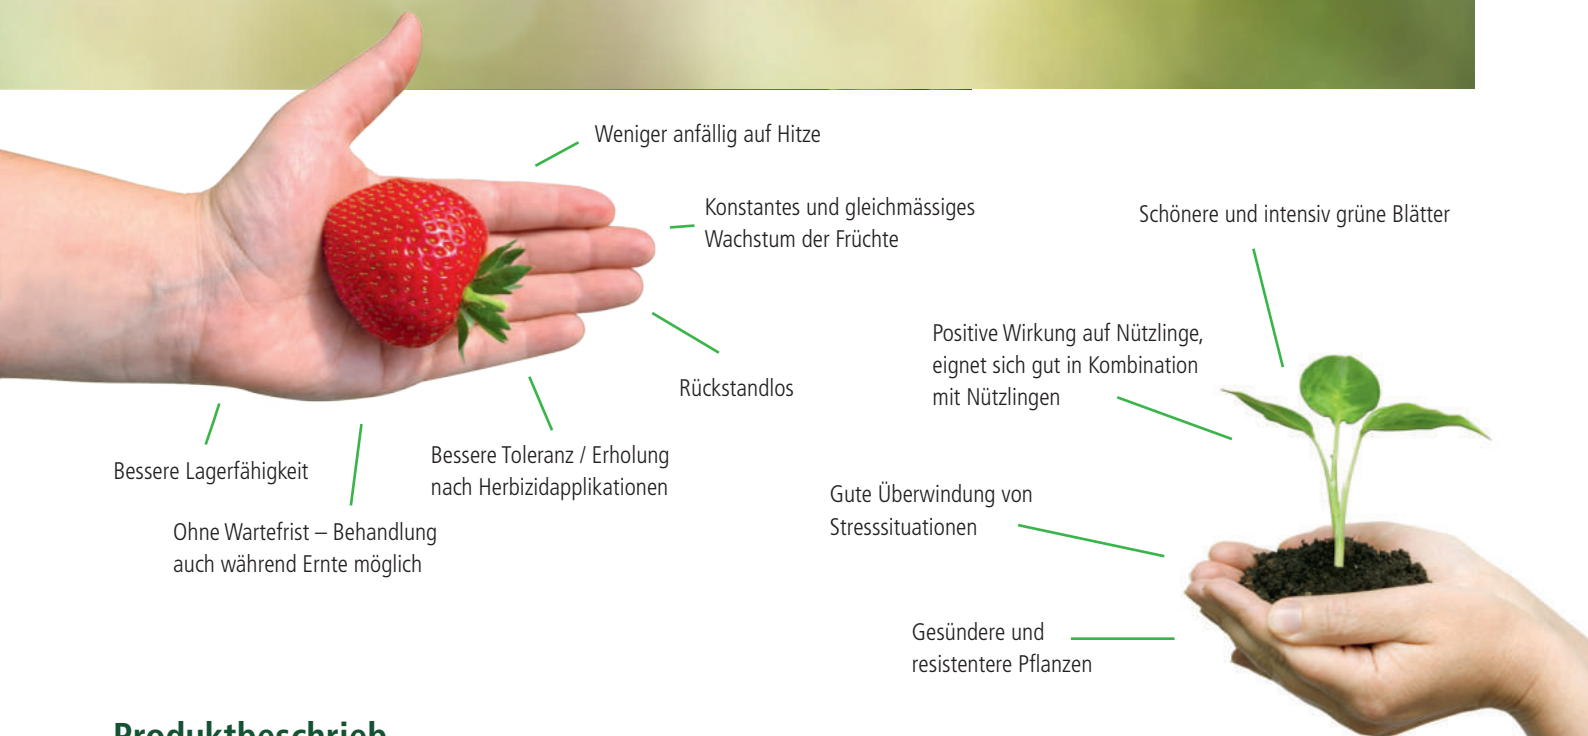 Weniger anfällig auf Hitze
Konstantes und gleichmässiges
Wachstum der Früchte
Rückstandlos
Bessere Toleranz / Erholung
nach Herbizidapplikationen
Ohne Wartefrist – Behandlung
auch während Ernte möglich
Bessere Lagerfähigkeit
Schönere und intensiv grüne Blätter
Positive Wirkung auf Nützlinge,
eignet sich gut in Kombination
mit Nützlingen
Gute Überwindung von
Stresssituationen
Gesündere und
resistentere Pflanzen
Produktbeschrieb